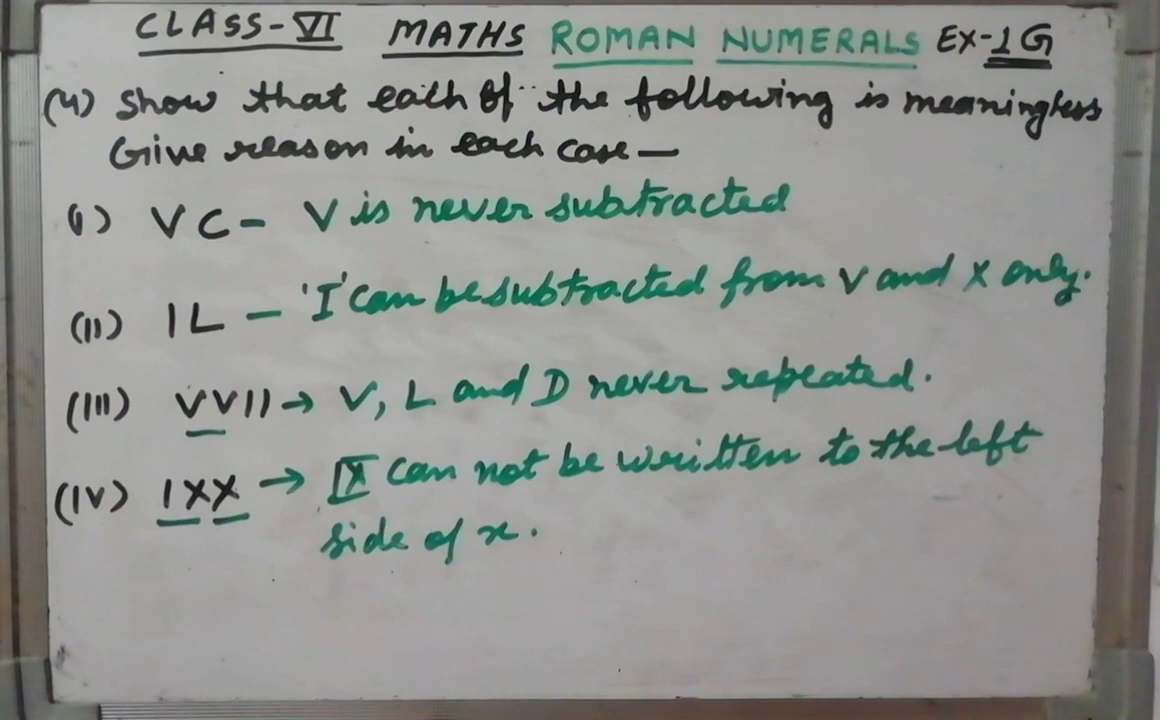 CLASS-VI MATHS ROMAN NUMERALS EX-1G
(4) Show that each of the following is meaningless
Give reason in each case—
(I) VC - V is never subtracted
(II) IL - 'I' can be subtracted from V and X only.
(III) VVII → V, L and D never repeated.
(IV) IXX → IX can not be written to the left
side of x.